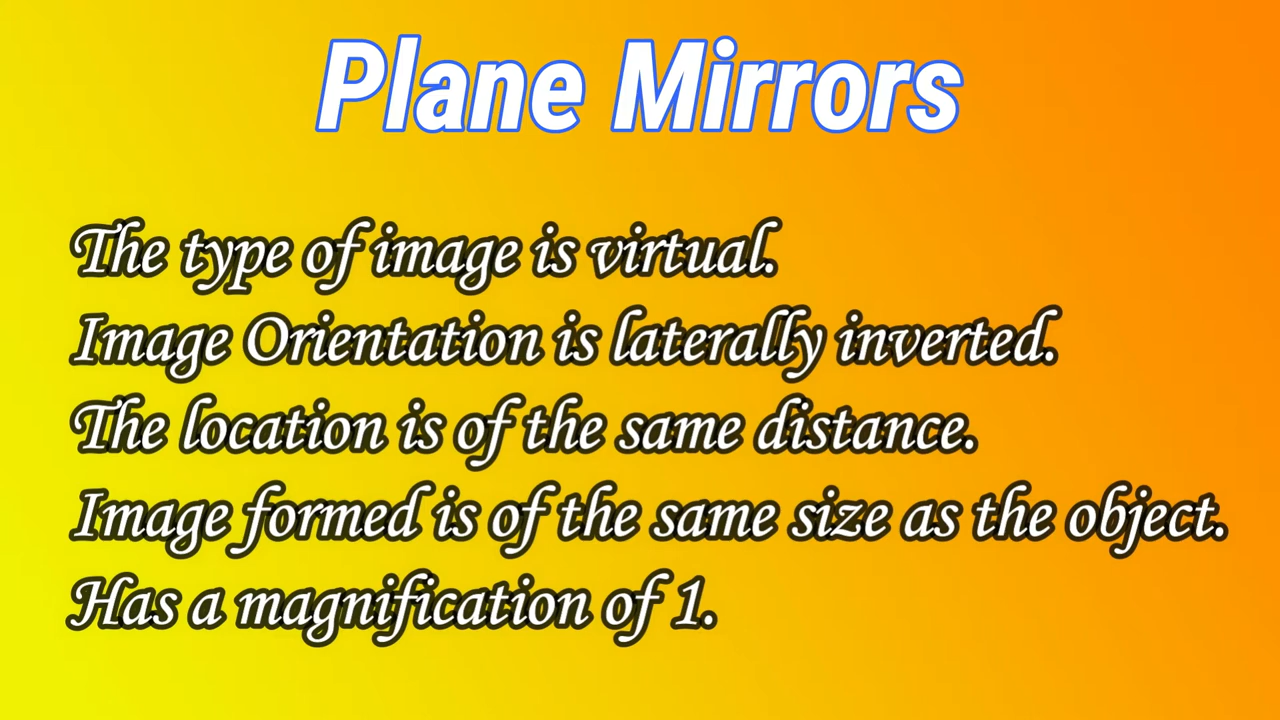 Plane Mirrors
The type of image is virtual.
Image Orientation is laterally inverted.
The location is of the same distance.
Image formed is of the same size as the object.
Has a magnification of 1.